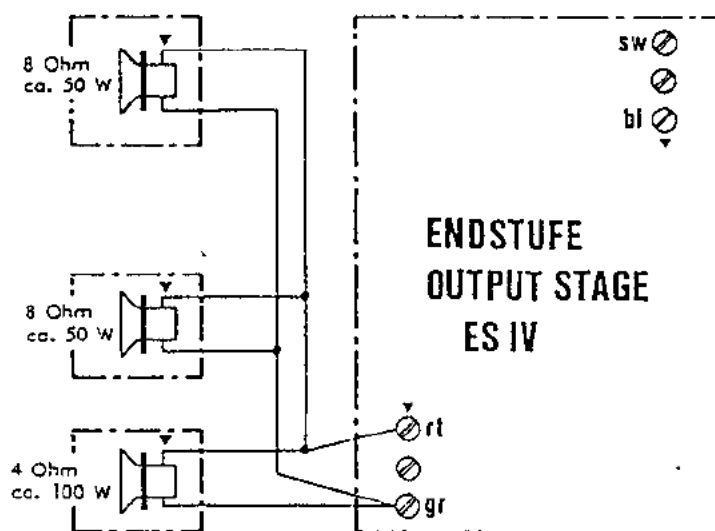 8 Ohm
ca. 50 W
sw
bl
ENDSTUFE
OUTPUT STAGE
ES IV
8 Ohm
ca. 50 W
rt
4 Ohm
ca. 100 W
gr